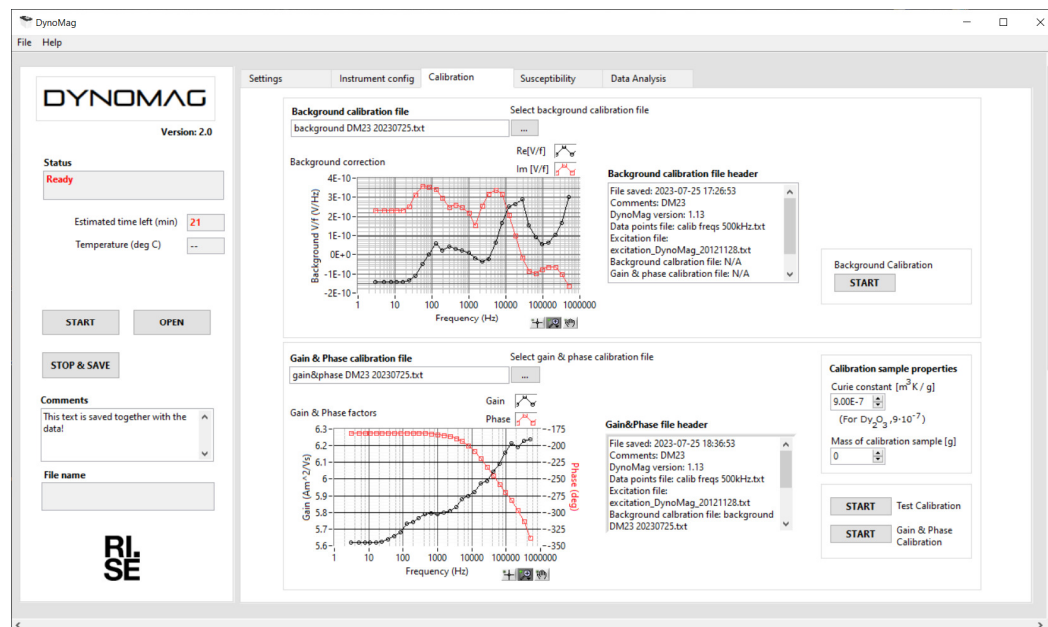 DynoMag
File Help
DYNOMAG
Version: 2.0
Status
Ready
Estimated time left (min) 21
Temperature (deg C) --
START OPEN
STOP & SAVE
Comments
This text is saved together with the
data!
File name
RI.
SE
Settings Instrument config Calibration Susceptibility Data Analysis
Background calibration file Select background calibration file
background DM23 20230725.txt ...
Re[V/f]
Im [V/f]
Background correction
Background V/f (V/Hz)
4E-10
3E-10
2E-10
1E-10
0E+0
-1E-10
-2E-10
1 10 100 1000 10000 100000 1000000
Frequency (Hz)
Background calibration file header
File saved: 2023-07-25 17:26:53
Comments: DM23
DynoMag version: 1.13
Data points file: calib freqs 500kHz.txt
Excitation file:
excitation_DynoMag_20121128.txt
Background calibration file: N/A
Gain & phase calibration file: N/A
Background Calibration
START
Gain & Phase calibration file Select gain & phase calibration file
gain&phase DM23 20230725.txt ...
Gain
Phase
Gain & Phase factors
Gain (Am^2/Vs)
6.3
6.2
6.1
6
5.9
5.8
5.7
5.6
-175
-200
-225
-250
-275
-300
-325
-350
Phase (deg)
1 10 100 1000 10000 100000 1000000
Frequency (Hz)
Gain&Phase file header
File saved: 2023-07-25 18:36:53
Comments: DM23
DynoMag version: 1.13
Data points file: calib freqs 500kHz.txt
Excitation file:
excitation_DynoMag_20121128.txt
Background calibration file: background
DM23 20230725.txt
Calibration sample properties
Curie constant [m³K / g]
9.00E-7
(For Dy₂O₃ ,9·10⁻⁷)
Mass of calibration sample [g]
0
START Test Calibration
START Gain & Phase
Calibration